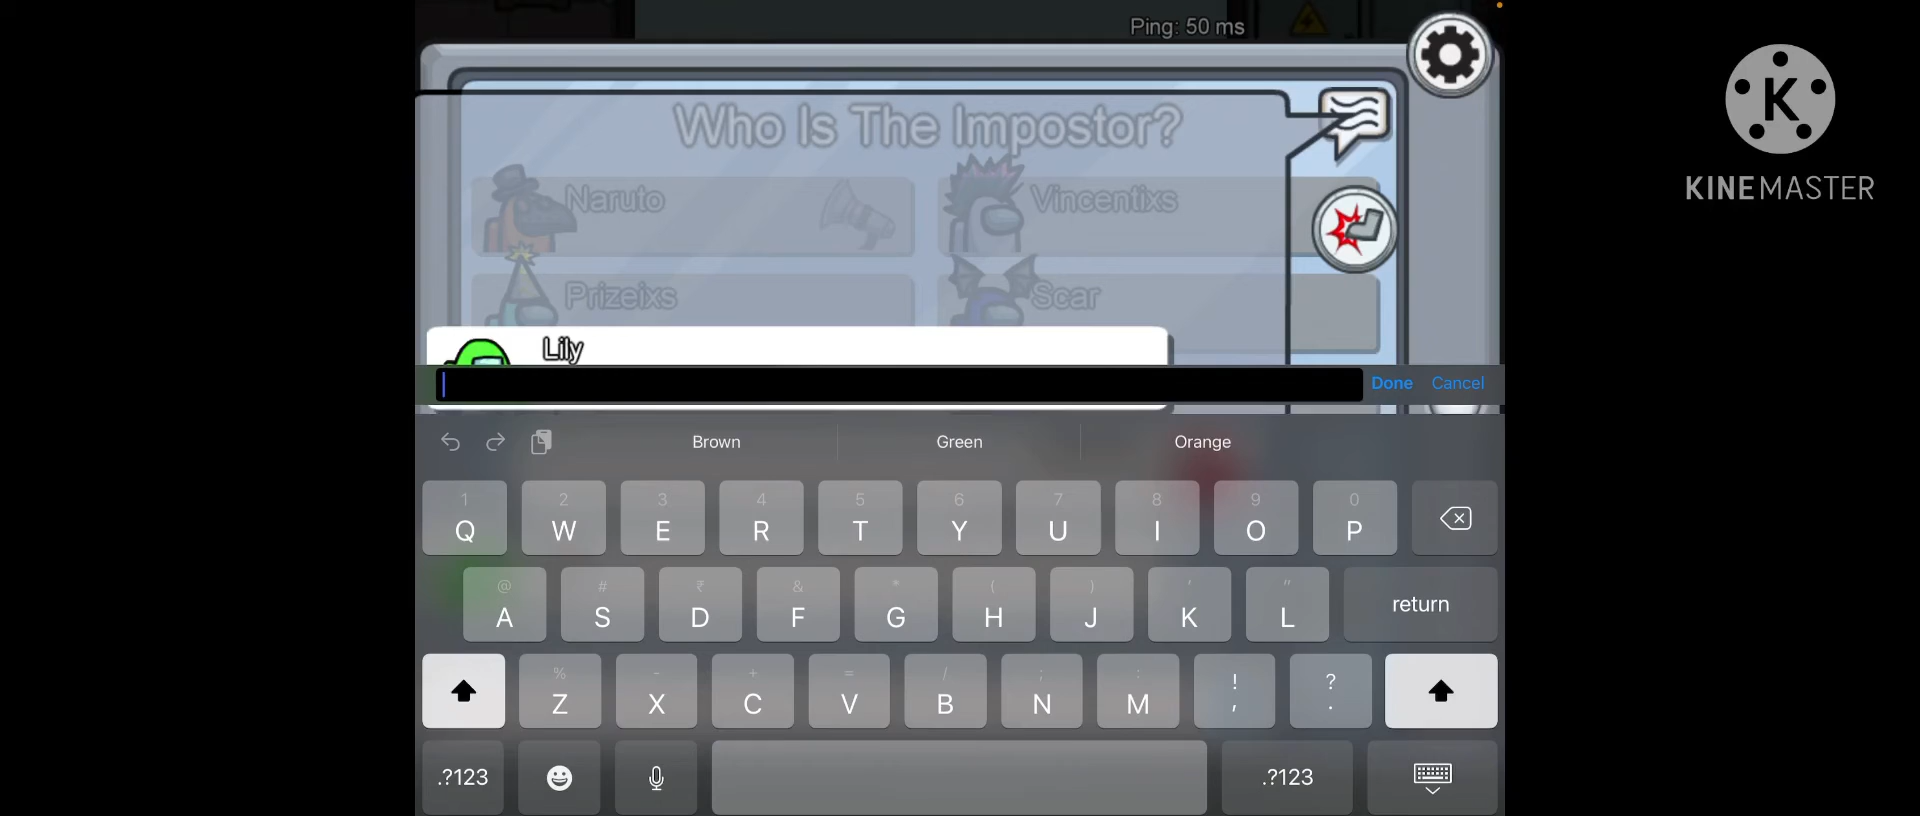 Ping: 50 ms
Who Is The Impostor?
Naruto
Vincentixs
Prizeixs
Scar
Lily
Done Cancel
Brown Green Orange
1 2 3 4 5 6 7 8 9 0
Q W E R T Y U I O P
@ # ₹ & * ( ) ' "
A S D F G H J K L return
% - + = / ; : ! ?
Z X C V B N M , .
.?123 .?123
K
KINEMASTER